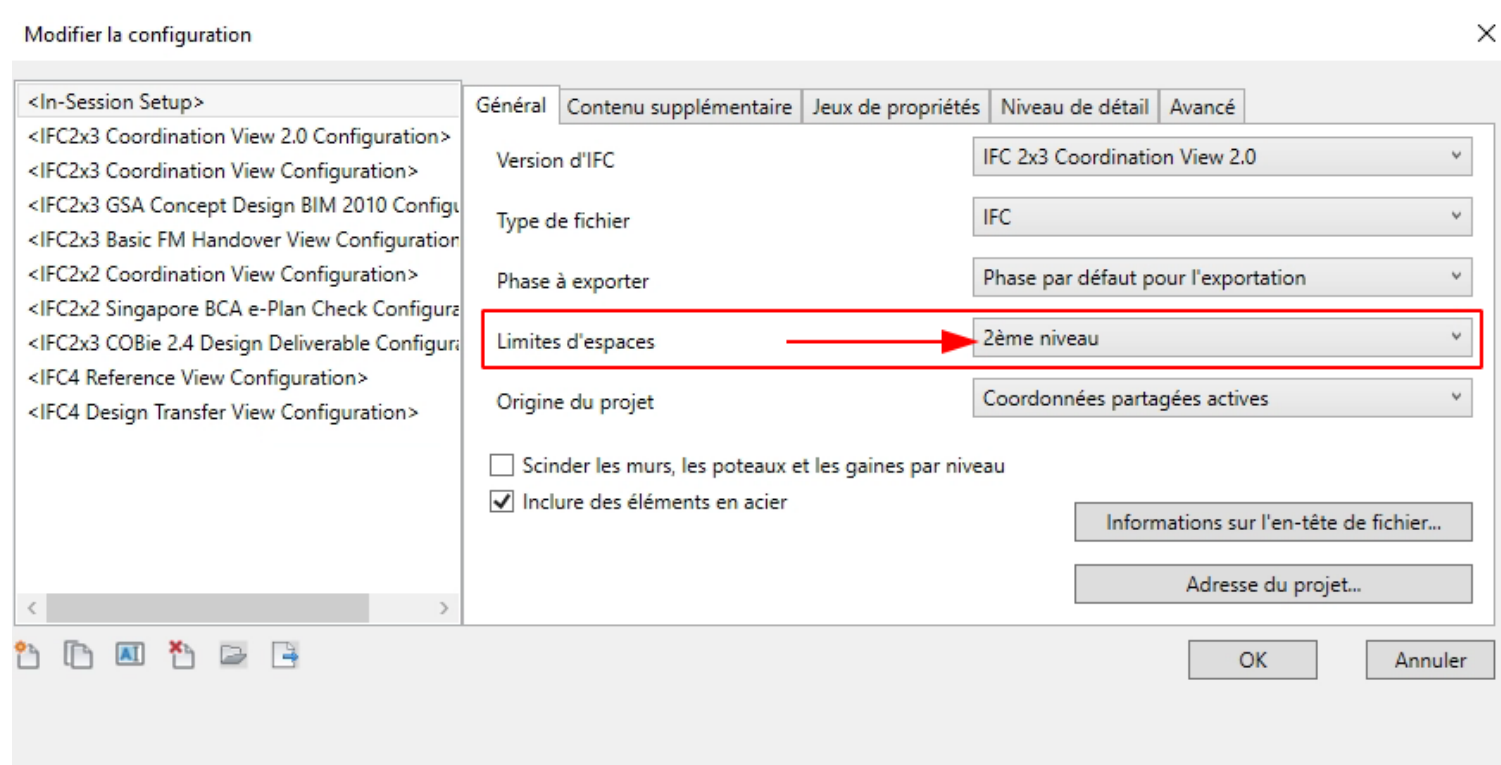 Modifier la configuration
<In-Session Setup>
<IFC2x3 Coordination View 2.0 Configuration>
<IFC2x3 Coordination View Configuration>
<IFC2x3 GSA Concept Design BIM 2010 Configu
<IFC2x3 Basic FM Handover View Configuration
<IFC2x2 Coordination View Configuration>
<IFC2x2 Singapore BCA e-Plan Check Configura
<IFC2x3 COBie 2.4 Design Deliverable Configura
<IFC4 Reference View Configuration>
<IFC4 Design Transfer View Configuration>
Général Contenu supplémentaire Jeux de propriétés Niveau de détail Avancé
Version d'IFC IFC 2x3 Coordination View 2.0
Type de fichier IFC
Phase à exporter Phase par défaut pour l'exportation
Limites d'espaces 2ème niveau
Origine du projet Coordonnées partagées actives
Scinder les murs, les poteaux et les gaines par niveau
Inclure des éléments en acier
Informations sur l'en-tête de fichier...
Adresse du projet...
AI
OK Annuler